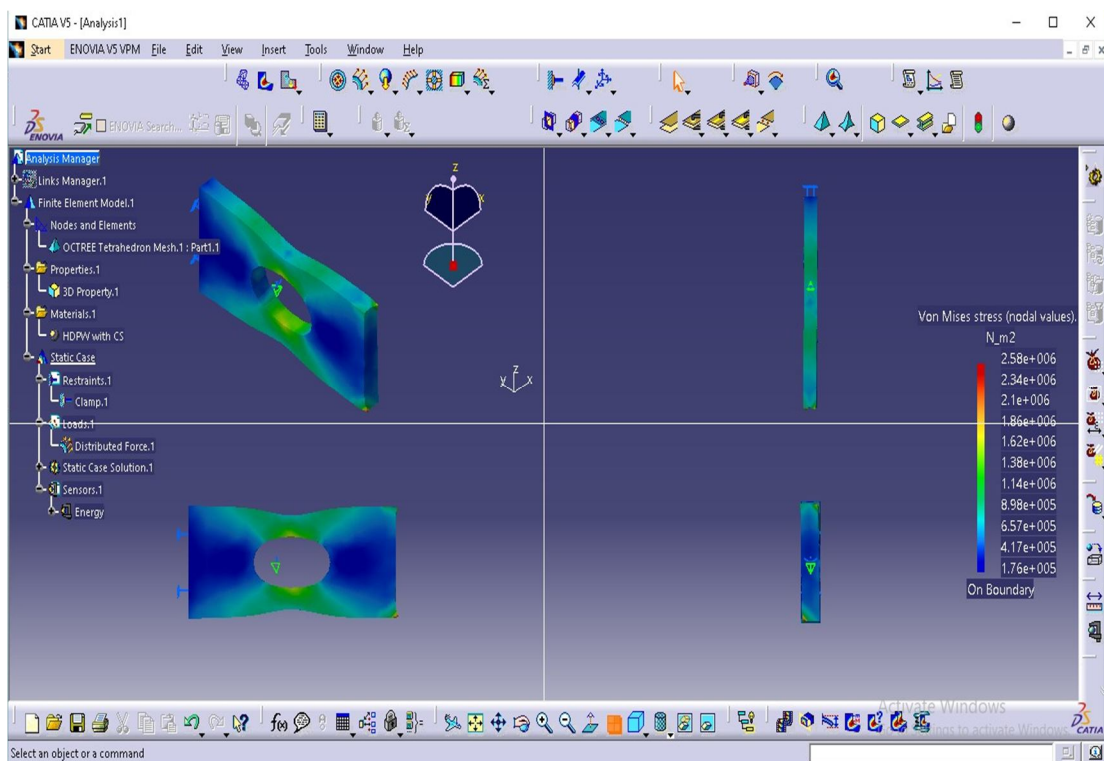 CATIA V5 - [Analysis1]
Start ENOVIA V5 VPM File Edit View Insert Tools Window Help
ENOVIA ENOVIA Search...
Analysis Manager
Links Manager.1
Finite Element Model.1
Nodes and Elements
OCTREE Tetrahedron Mesh.1 : Part1.1
Properties.1
3D Property.1
Materials.1
HDPW with CS
Static Case
Restraints.1
Clamp.1
Loads.1
Distributed Force.1
Static Case Solution.1
Sensors.1
Energy
z
y x
z
y x
Von Mises stress (nodal values).
N_m2
2.58e+006
2.34e+006
2.1e+006
1.86e+006
1.62e+006
1.38e+006
1.14e+006
8.98e+005
6.57e+005
4.17e+005
1.76e+005
On Boundary
f(x)
Activate Windows
to activate Windows
CATIA
Select an object or a command